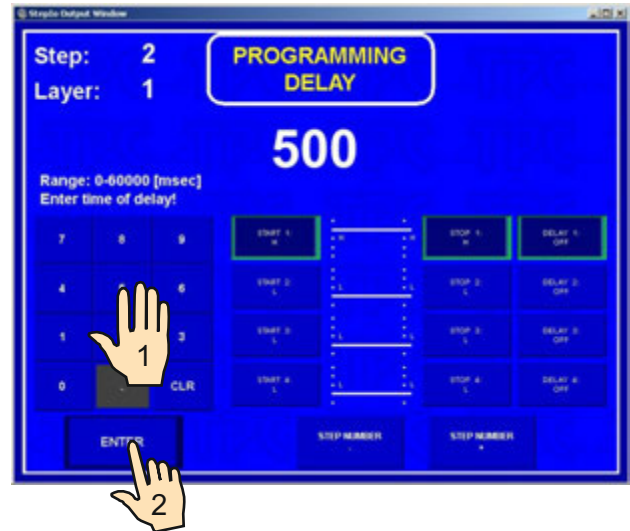 StepIo Output Window
Step: 2
Layer: 1
PROGRAMMING
DELAY
500
Range: 0-60000 [msec]
Enter time of delay!
7 8 9
START 1:
H
H H
STOP 1:
H
DELAY 1:
OFF
4 6
START 2:
L
L L
STOP 2:
L
DELAY 2:
OFF
1 3
START 3:
L
L L
STOP 3:
L
DELAY 3:
OFF
0 CLR
START 4:
L
L L
STOP 4:
L
DELAY 4:
OFF
ENTER
STEP NUMBER
-
STEP NUMBER
+
1
2